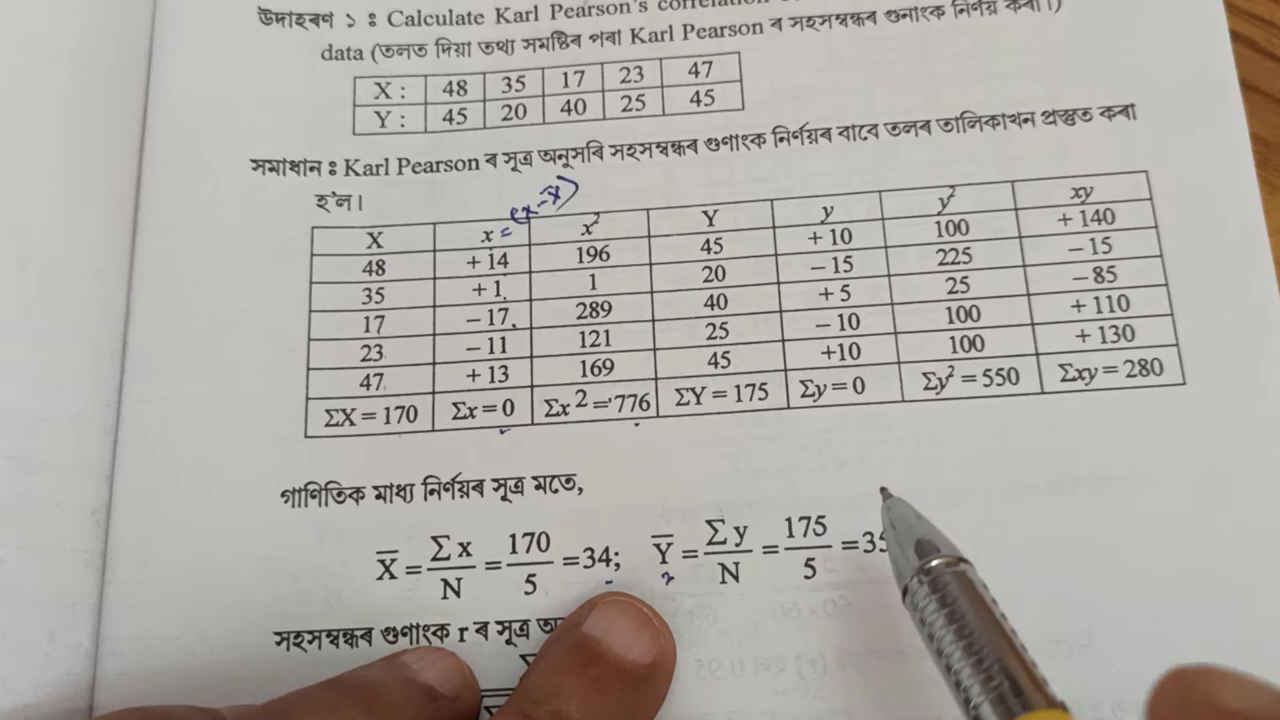 উদাহৰণ ১ : Calculate Karl Pearson's
data (তলত দিয়া তথ্য সমষ্টিৰ পৰা Karl Pearson ৰ সহসম্বন্ধৰ গুনাংক নিৰ্ণয় কৰা।)
X : 48 35 17 23 47
Y : 45 20 40 25 45
সমাধান : Karl Pearson ৰ সূত্ৰ অনুসৰি সহসম্বন্ধৰ গুনাংক নিৰ্ণয়ৰ বাবে তলৰ তালিকাখন প্ৰস্তুত কৰা
হ'ল।
X x = (x-x̄) x² Y y y² xy
48 +14 196 45 +10 100 +140
35 +1 1 20 −15 225 −15
17 −17 289 40 +5 25 −85
23 −11 121 25 −10 100 +110
47 +13 169 45 +10 100 +130
ΣX = 170 Σx = 0 Σx² = 776 ΣY = 175 Σy = 0 Σy² = 550 Σxy = 280
গাণিতিক মাধ্য নিৰ্ণয়ৰ সূত্ৰ মতে,
X̄ = Σx/N = 170/5 = 34; Ȳ = Σy/N = 175/5 = 35
সহসম্বন্ধৰ গুণাংক r ৰ সূত্ৰ